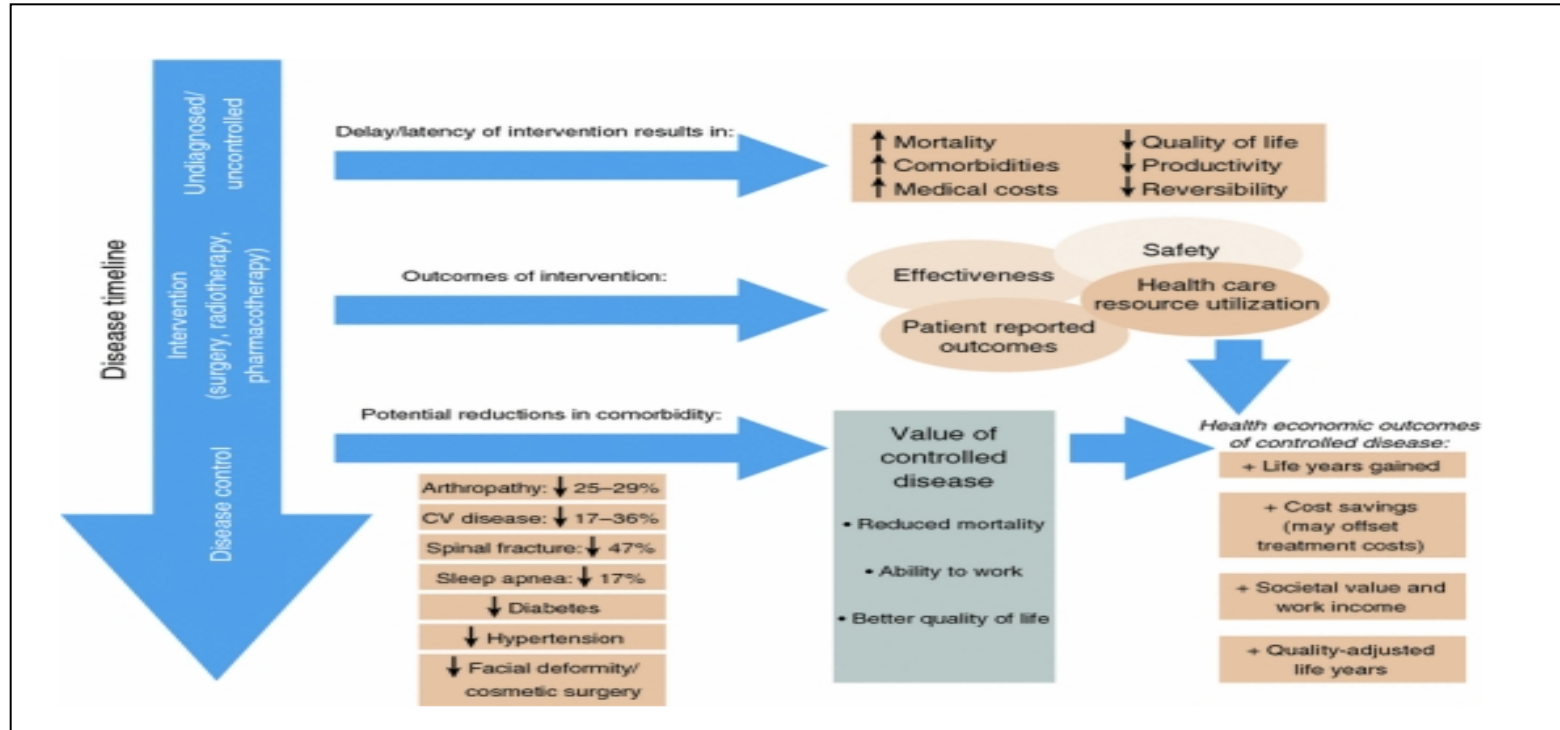 Disease timeline
Undiagnosed/
uncontrolled
Intervention
(surgery, radiotherapy,
pharmacotherapy)
Disease control
Delay/latency of intervention results in:
↑ Mortality
↑ Comorbidities
↑ Medical costs
↓ Quality of life
↓ Productivity
↓ Reversibility
Outcomes of intervention:
Effectiveness
Safety
Health care
resource utilization
Patient reported
outcomes
Potential reductions in comorbidity:
Arthropathy: ↓ 25–29%
CV disease: ↓ 17–36%
Spinal fracture: ↓ 47%
Sleep apnea: ↓ 17%
↓ Diabetes
↓ Hypertension
↓ Facial deformity/
cosmetic surgery
Value of
controlled
disease
• Reduced mortality
• Ability to work
• Better quality of life
Health economic outcomes
of controlled disease:
+ Life years gained
+ Cost savings
(may offset
treatment costs)
+ Societal value and
work income
+ Quality-adjusted
life years